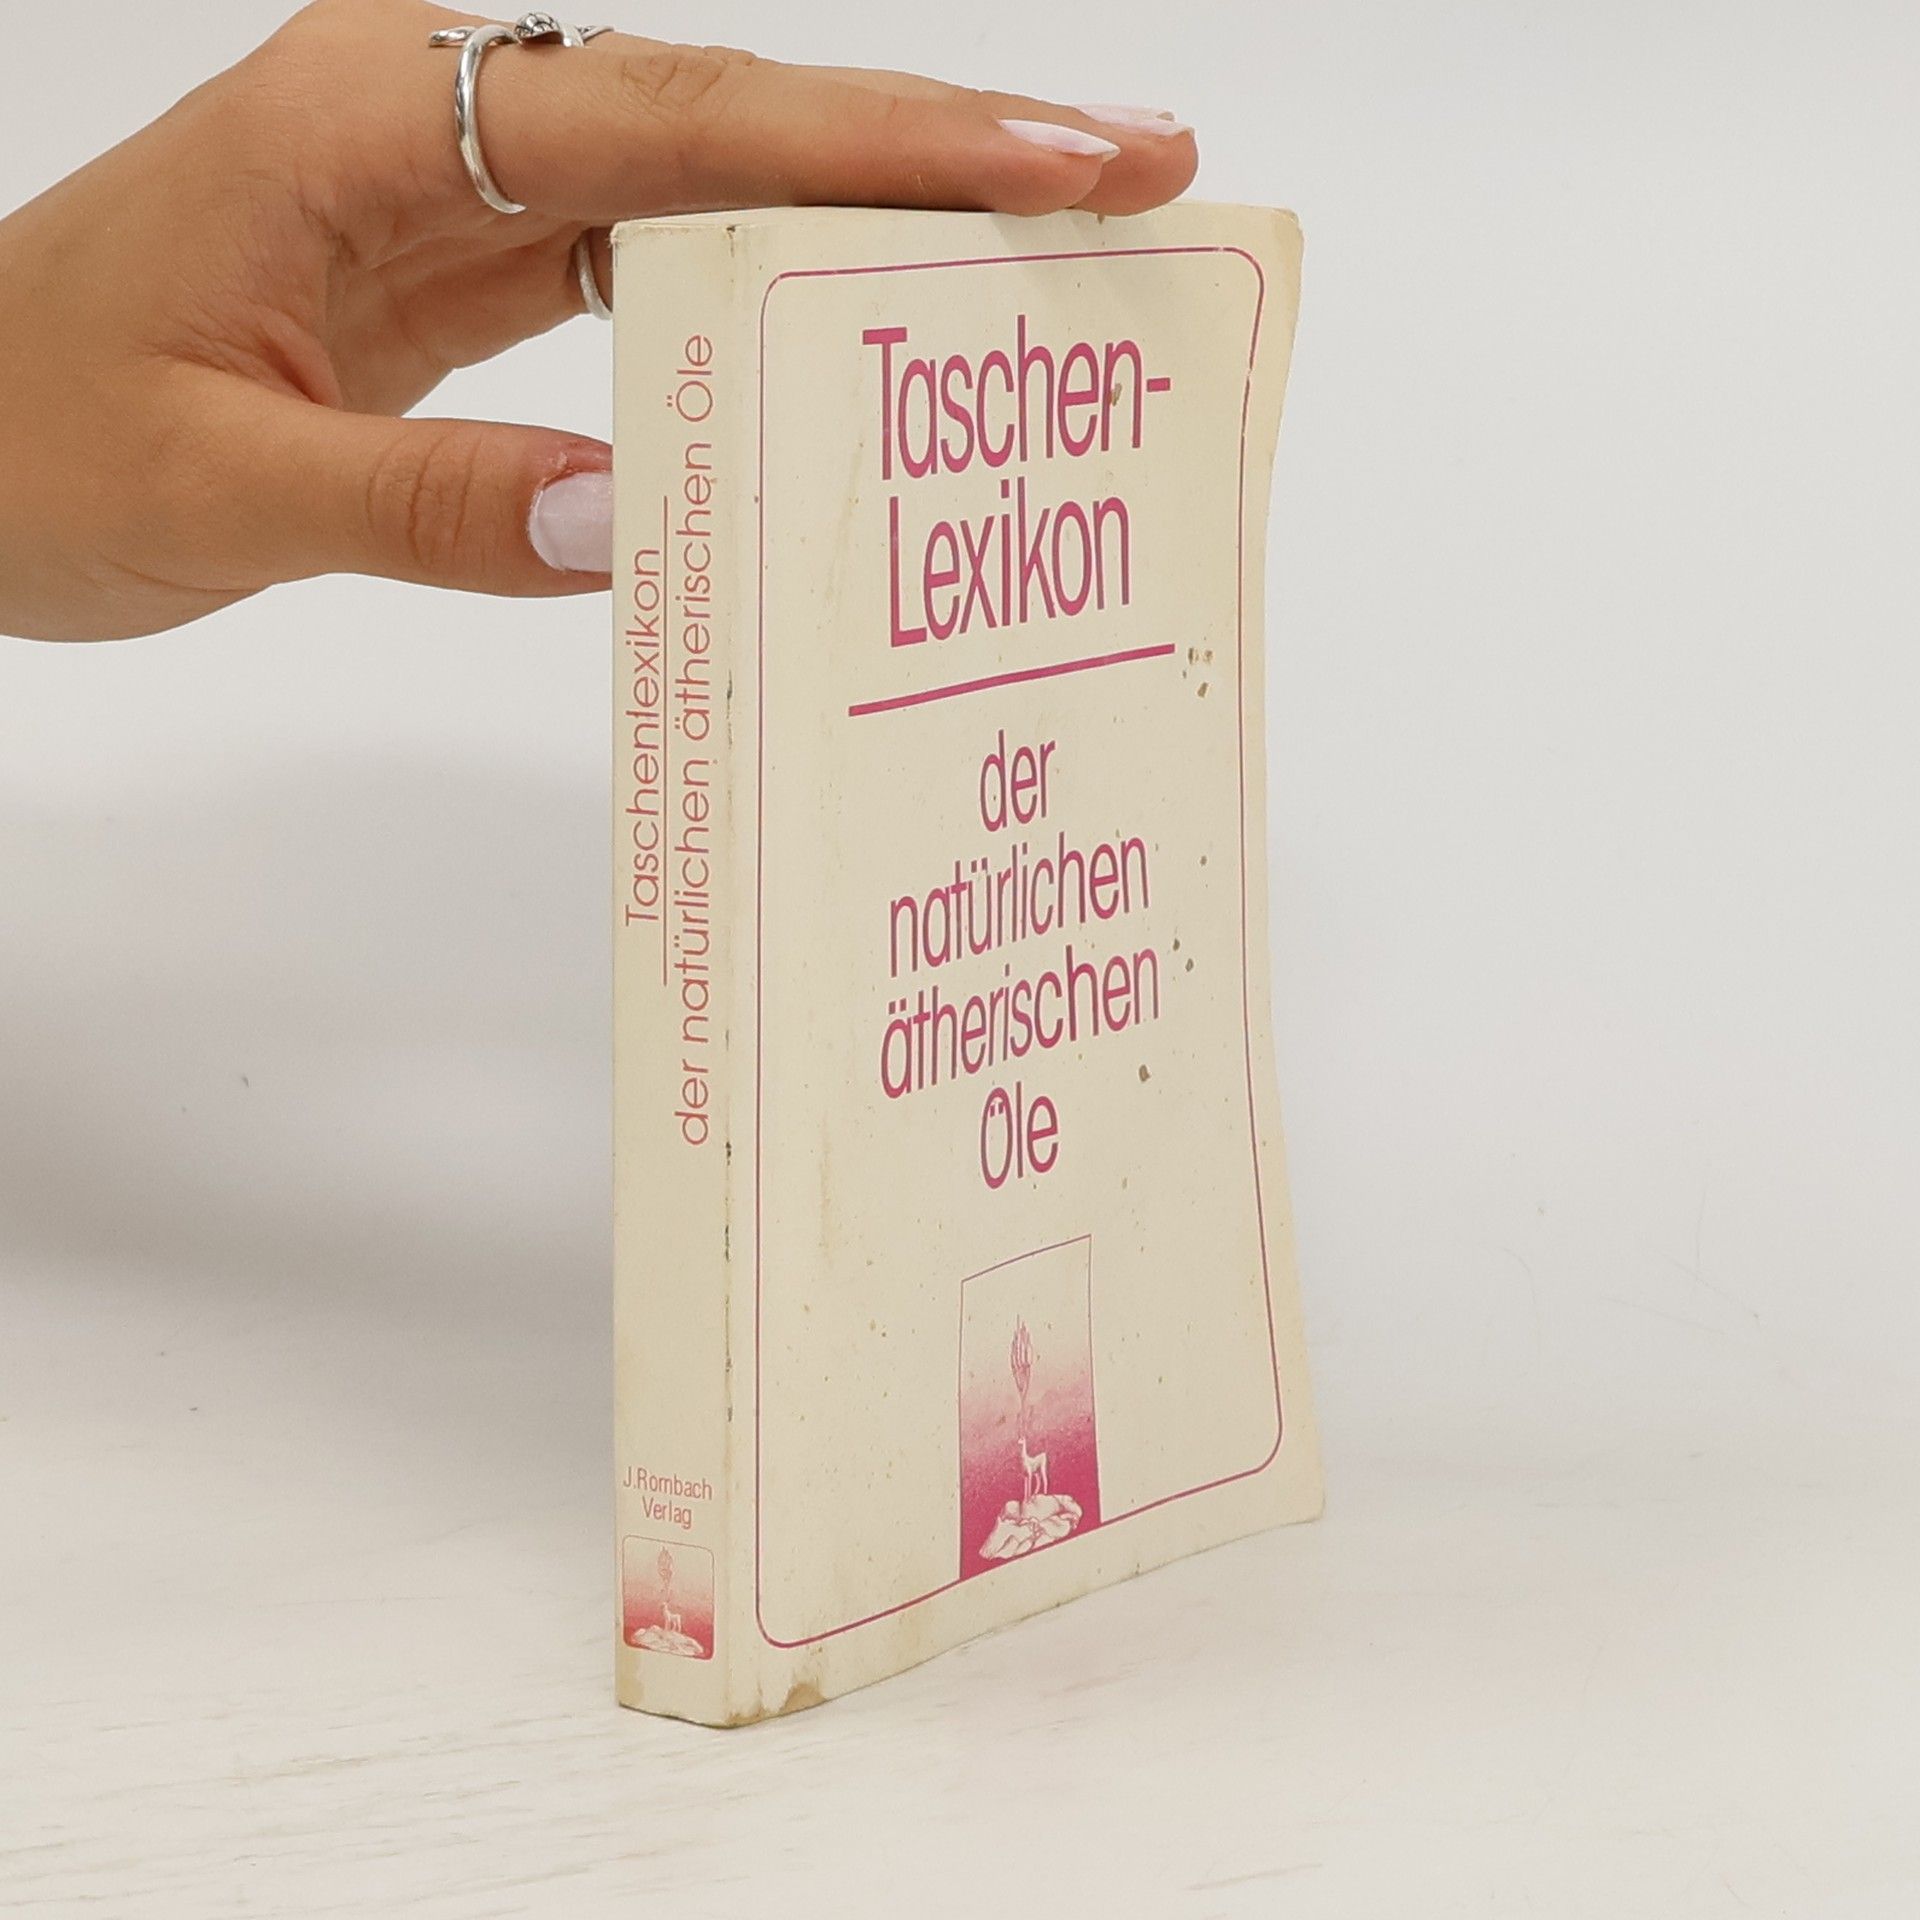 Taschenlexikon
der natürlichen ätherischen Öle
J. Rombach
Verlag
Taschen-
Lexikon
der
natürlichen
ätherischen
Öle